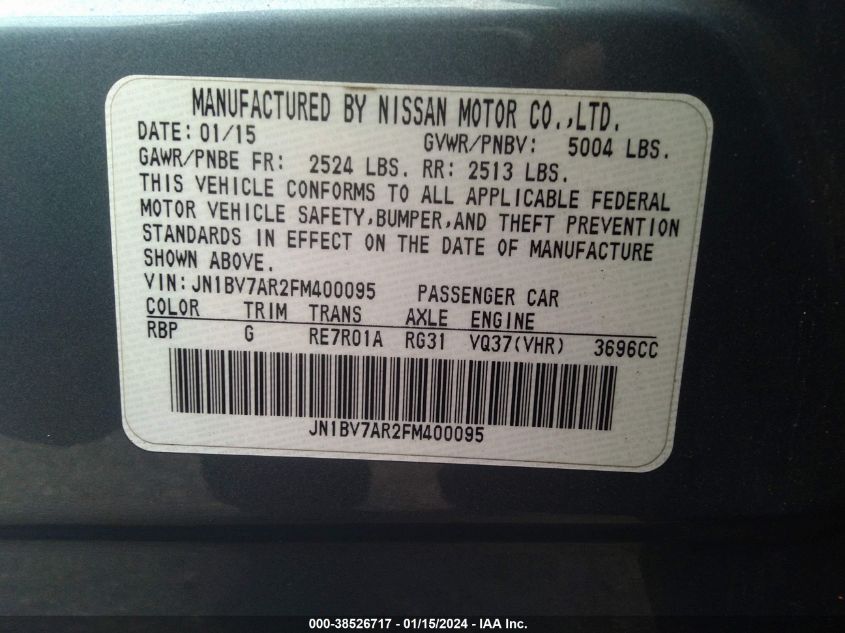 MANUFACTURED BY NISSAN MOTOR CO.,LTD.
DATE: 01/15 GVWR/PNBV: 5004 LBS.
GAWR/PNBE FR: 2524 LBS. RR: 2513 LBS.
THIS VEHICLE CONFORMS TO ALL APPLICABLE FEDERAL
MOTOR VEHICLE SAFETY,BUMPER,AND THEFT PREVENTION
STANDARDS IN EFFECT ON THE DATE OF MANUFACTURE
SHOWN ABOVE.
VIN:JN1BV7AR2FM400095 PASSENGER CAR
COLOR TRIM TRANS AXLE ENGINE
RBP G RE7R01A RG31 VQ37(VHR) 3696CC
JN1BV7AR2FM400095
000-38526717 - 01/15/2024 - IAA Inc.